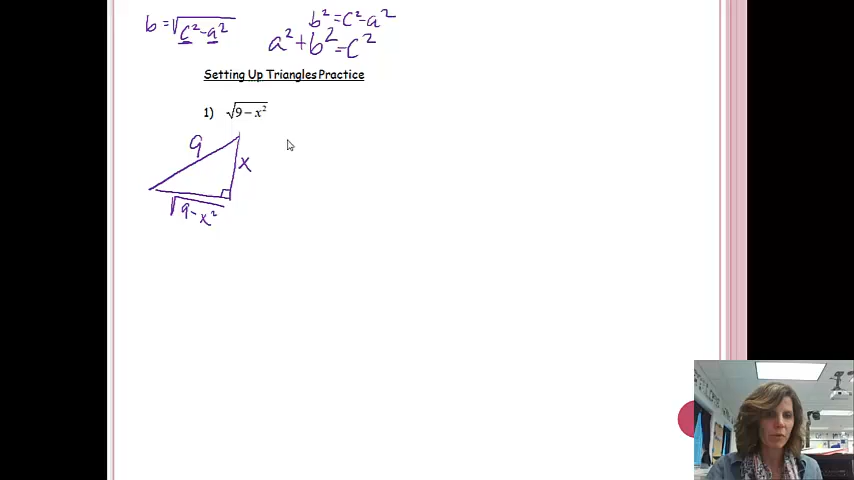 b = √c²-a²
b² = c²-a²
a² + b² = c²
Setting Up Triangles Practice
1) √9 − x²
9
x
√9-x²